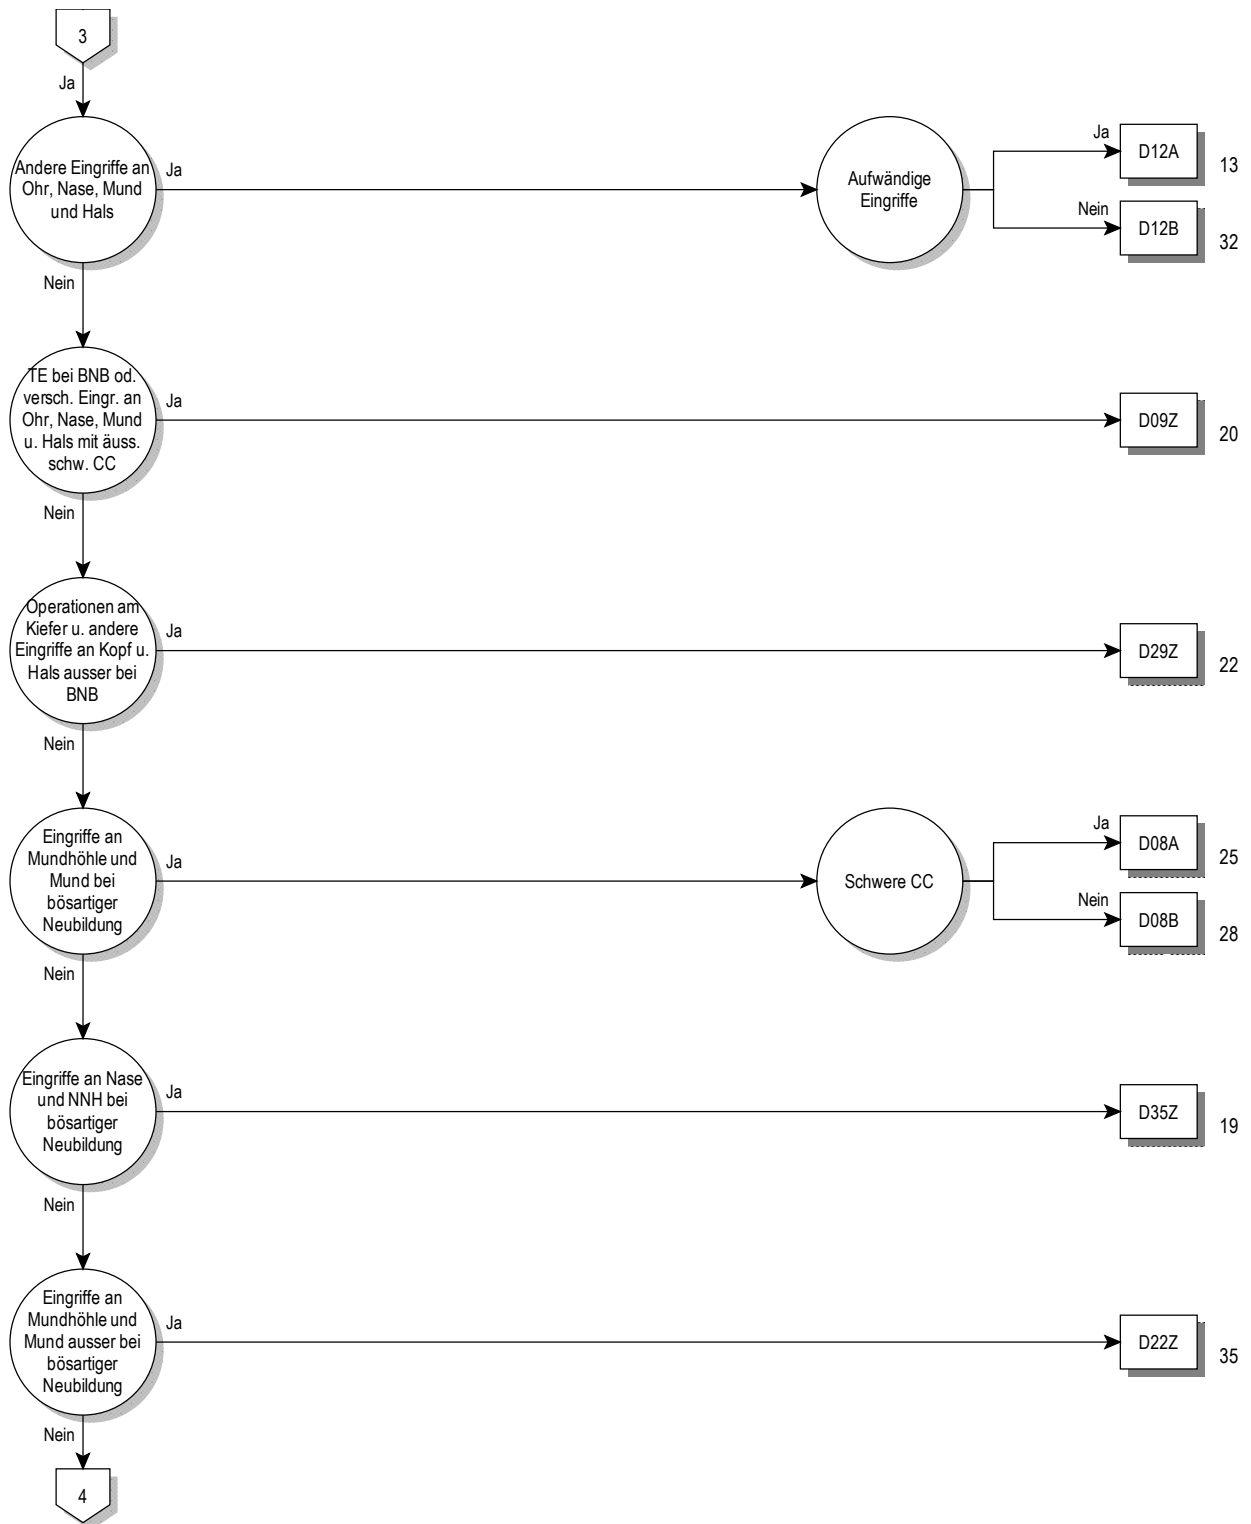 3
Ja
Andere Eingriffe an
Ohr, Nase, Mund
und Hals
Ja
Aufwändige
Eingriffe
Ja
D12A
13
Nein
D12B
32
Nein
TE bei BNB od.
versch. Eingr. an
Ohr, Nase, Mund
u. Hals mit äuss.
schw. CC
Ja
D09Z
20
Nein
Operationen am
Kiefer u. andere
Eingriffe an Kopf u.
Hals ausser bei
BNB
Ja
D29Z
22
Nein
Eingriffe an
Mundhöhle und
Mund bei
bösartiger
Neubildung
Ja
Schwere CC
Ja
D08A
25
Nein
D08B
28
Nein
Eingriffe an Nase
und NNH bei
bösartiger
Neubildung
Ja
D35Z
19
Nein
Eingriffe an
Mundhöhle und
Mund ausser bei
bösartiger
Neubildung
Ja
D22Z
35
Nein
4